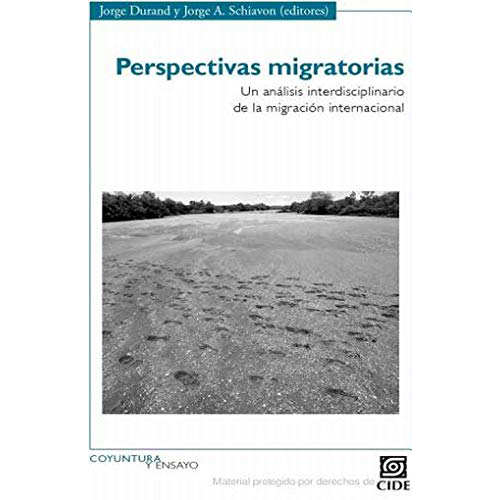 Jorge Durand y Jorge A. Schiavon (editores)
Perspectivas migratorias
Un análisis interdisciplinario
de la migración internacional
COYUNTURA
Y ENSAYO
Material protegido por derechos de
CIDE